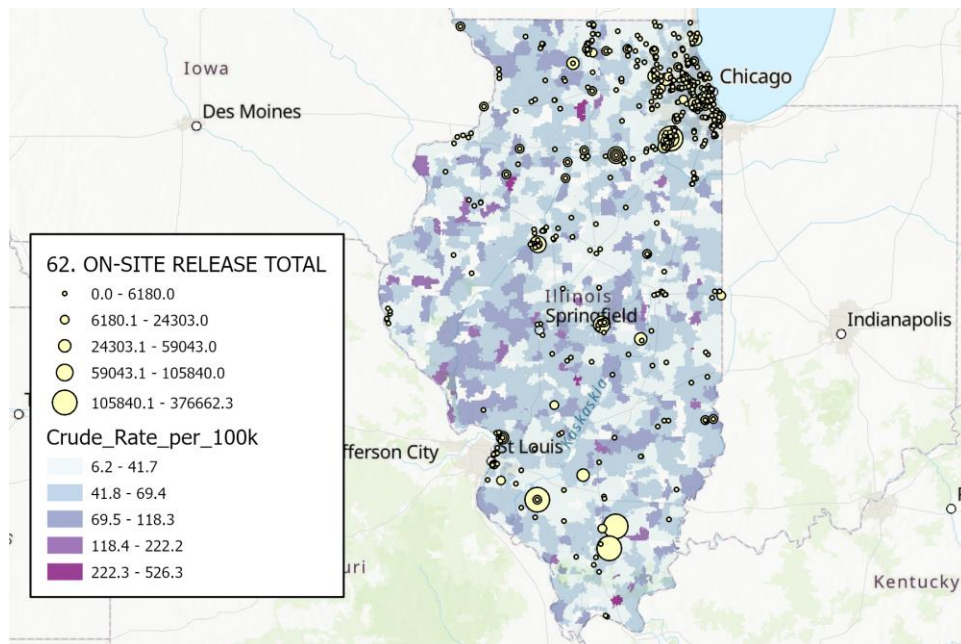 Iowa
Des Moines
Chicago
62. ON-SITE RELEASE TOTAL
0.0 - 6180.0
6180.1 - 24303.0
24303.1 - 59043.0
59043.1 - 105840.0
105840.1 - 376662.3
Crude_Rate_per_100k
6.2 - 41.7
41.8 - 69.4
69.5 - 118.3
118.4 - 222.2
222.3 - 526.3
Illinois
Springfield
Indianapolis
Kaskaskia
fferson City
St Louis
uri
Kentucky